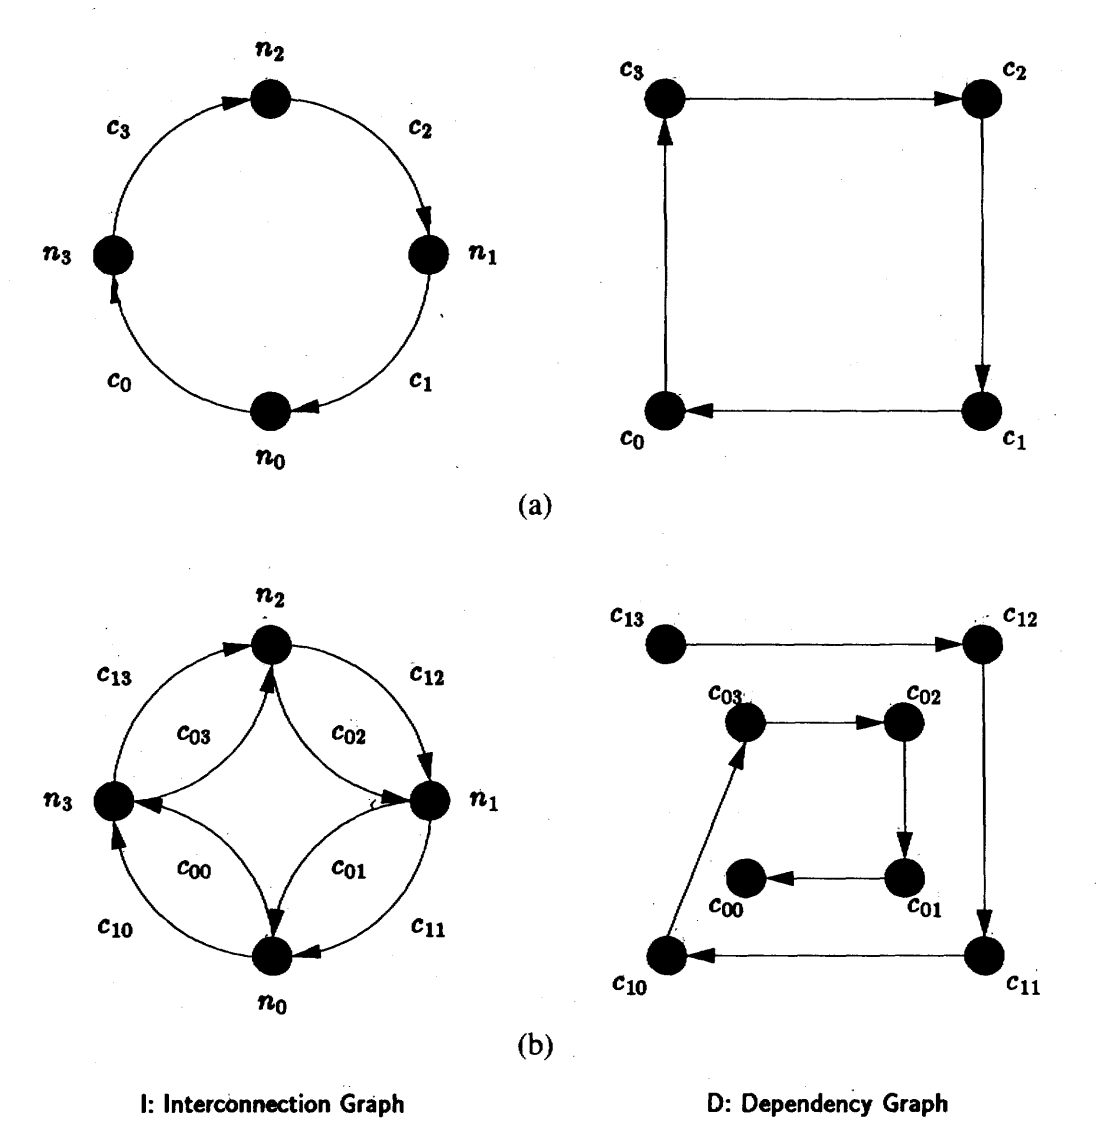 n2
c3
c2
c3
c2
n3
n1
c0
c1
n0
c0
c1
(a)
n2
c13
c12
c13
c12
c03
c02
c03
c02
n3
n1
c00
c01
c00
c01
c10
c11
c10
c11
n0
(b)
I: Interconnection Graph
D: Dependency Graph